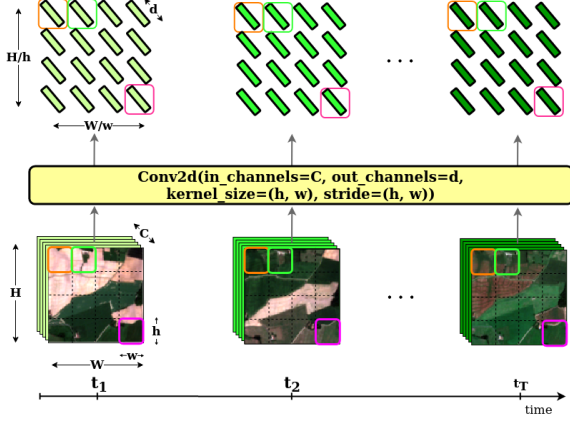 d
H/h
. . .
W/w
Conv2d(in_channels=C, out_channels=d,
kernel_size=(h, w), stride=(h, w))
C
H
. . .
h
w
W
t1
t2
tT
time